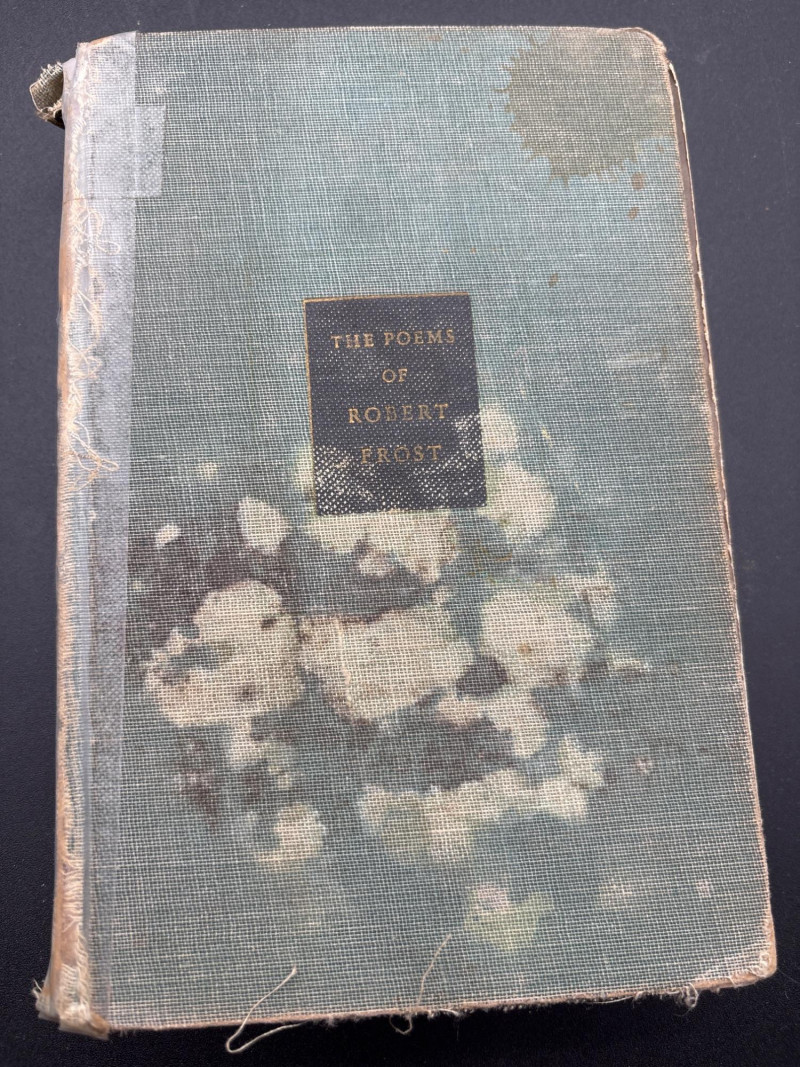 THE POEMS
OF
ROBERT
FROST